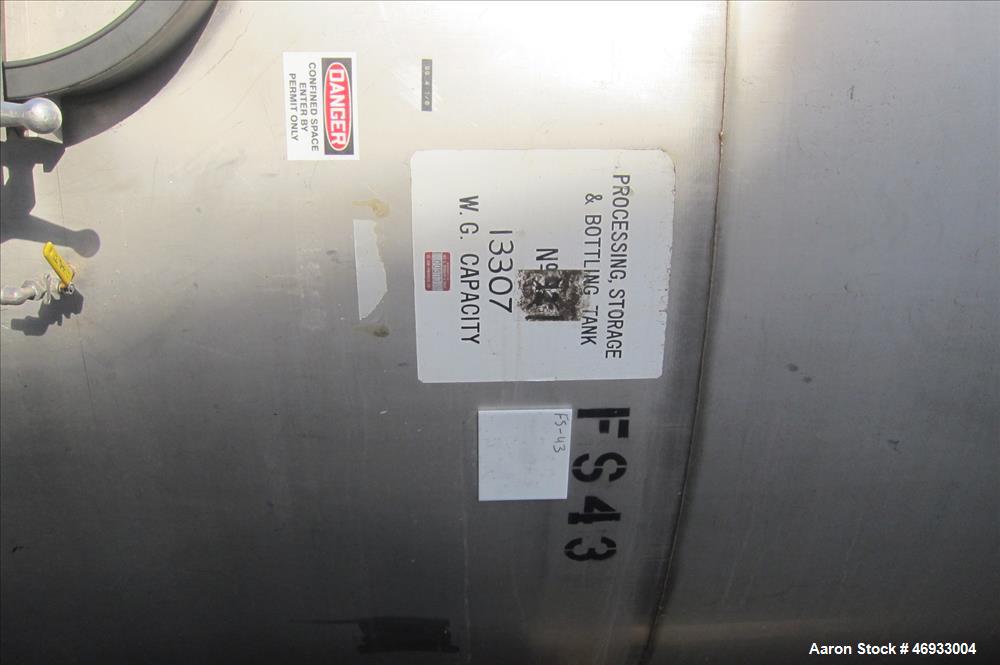 DANGER
CONFINED SPACE
ENTER BY
PERMIT ONLY
PROCESSING, STORAGE
& BOTTLING TANK
Nº
13307
W. G. CAPACITY
FS43
FS-43
Aaron Stock # 46933004